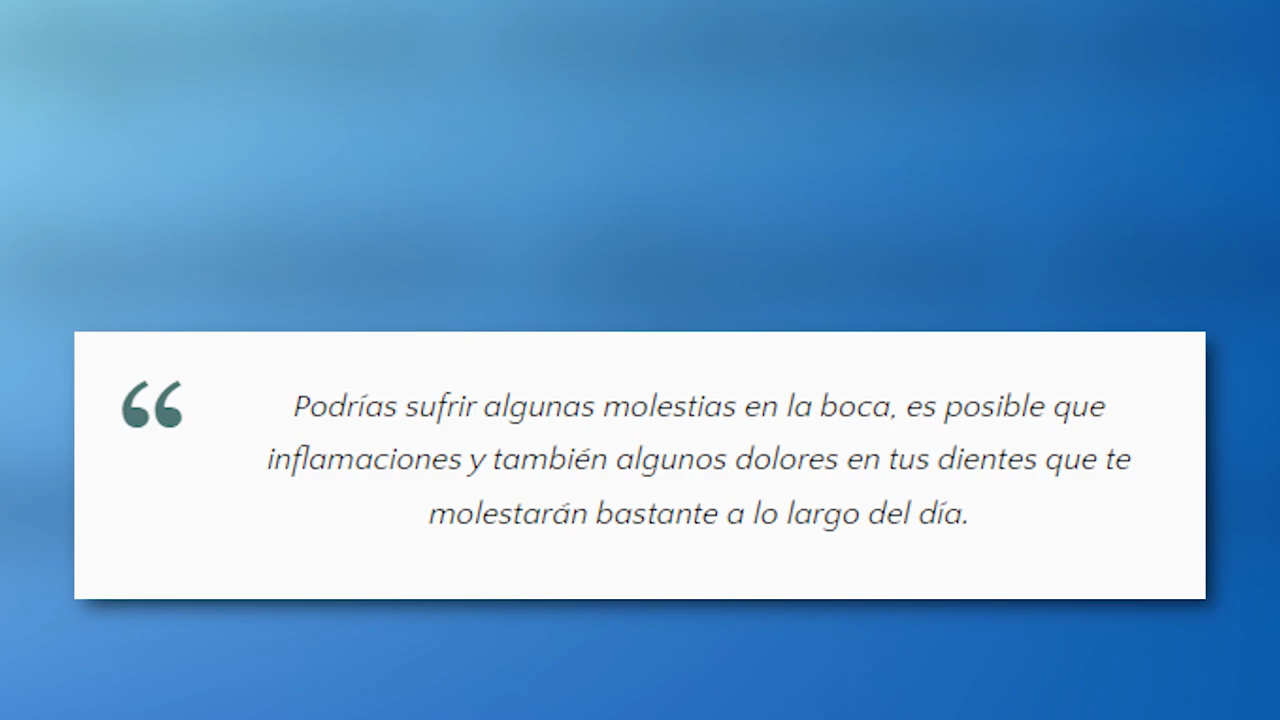 “
Podrías sufrir algunas molestias en la boca, es posible que
inflamaciones y también algunos dolores en tus dientes que te
molestarán bastante a lo largo del día.